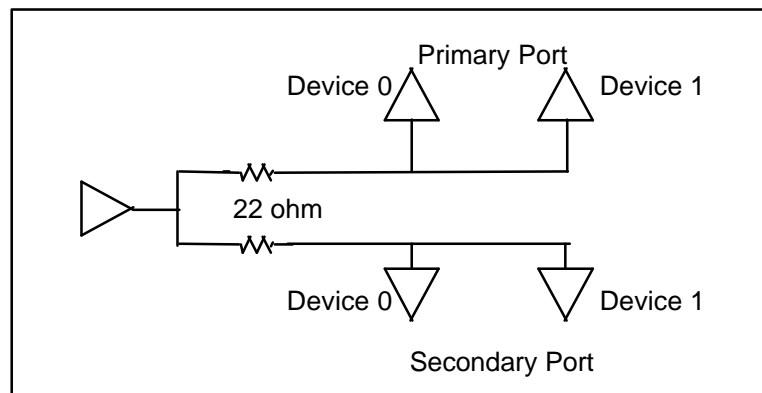 Primary Port
Device 0
Device 1
22 ohm
Device 0
Device 1
Secondary Port